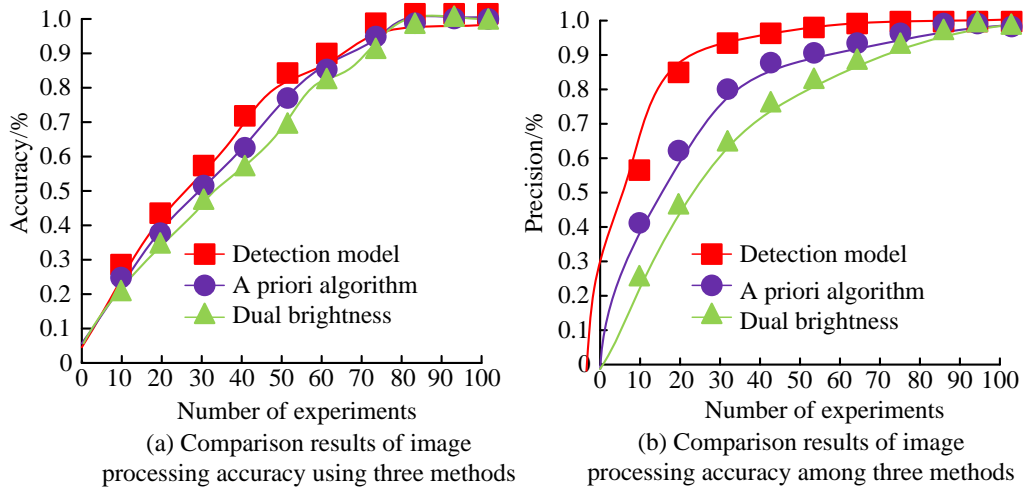 Accuracy/%
1.0
0.9
0.8
0.7
0.6
0.5
0.4
0.3
0.2
0.1
0
0 10 20 30 40 50 60 70 80 90 100
Detection model
A priori algorithm
Dual brightness
Number of experiments
(a) Comparison results of image
processing accuracy using three methods
Precision/%
1.0
0.9
0.8
0.7
0.6
0.5
0.4
0.3
0.2
0.1
0
0 10 20 30 40 50 60 70 80 90 100
Detection model
A priori algorithm
Dual brightness
Number of experiments
(b) Comparison results of image
processing accuracy among three methods